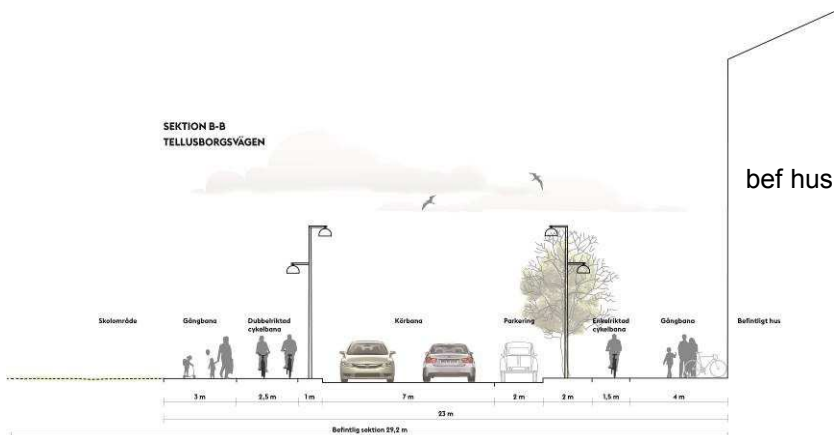 SEKTION B-B
TELLUSBORGSVÄGEN
bef hus
Skolområde
Gångbana
Dubbelriktad
cykelbana
Körbana
Parkering
Enkelriktad
cykelbana
Gångbana
Befintligt hus
3 m
2,5 m
1 m
7 m
2 m
2 m
1,5 m
4 m
23 m
Befintlig sektion 29,2 m